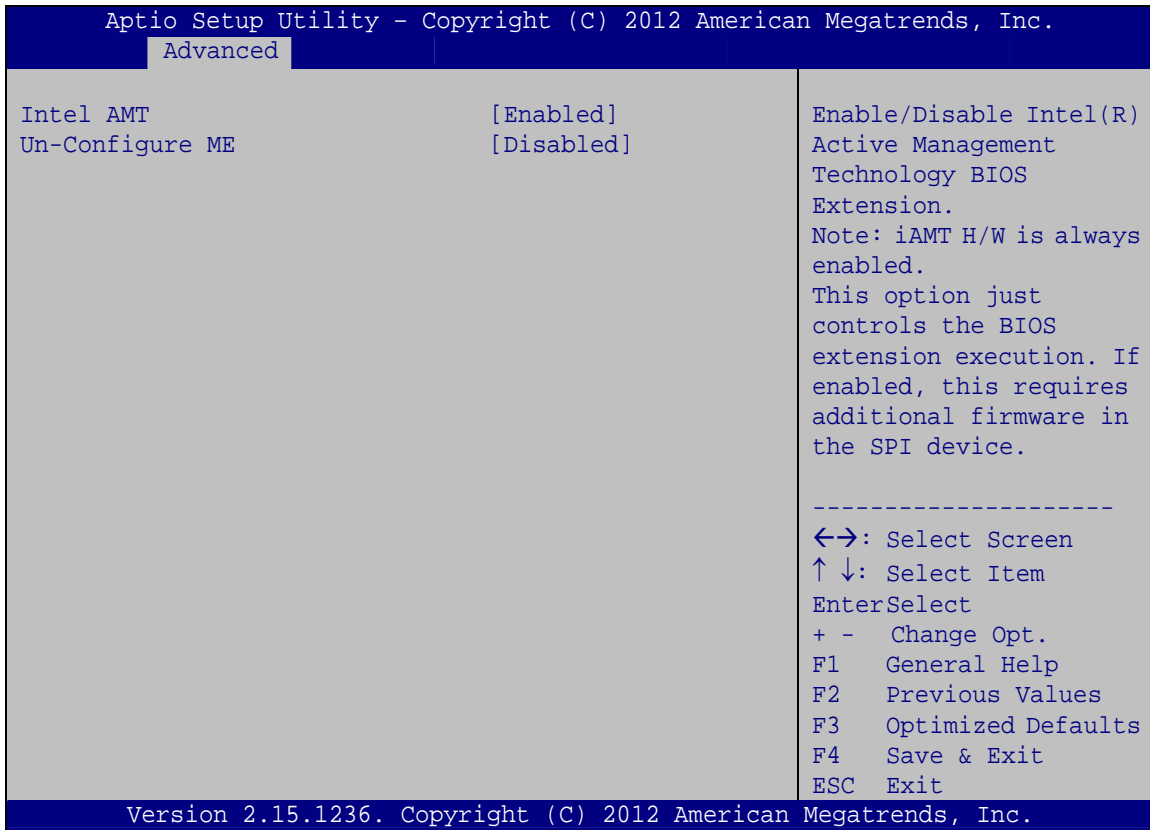 Aptio Setup Utility – Copyright (C) 2012 American Megatrends, Inc.
Advanced
Intel AMT [Enabled]
Un-Configure ME [Disabled]
Enable/Disable Intel(R)
Active Management
Technology BIOS
Extension.
Note: iAMT H/W is always
enabled.
This option just
controls the BIOS
extension execution. If
enabled, this requires
additional firmware in
the SPI device.
---------------------
←→: Select Screen
↑ ↓: Select Item
EnterSelect
+ - Change Opt.
F1 General Help
F2 Previous Values
F3 Optimized Defaults
F4 Save & Exit
ESC Exit
Version 2.15.1236. Copyright (C) 2012 American Megatrends, Inc.